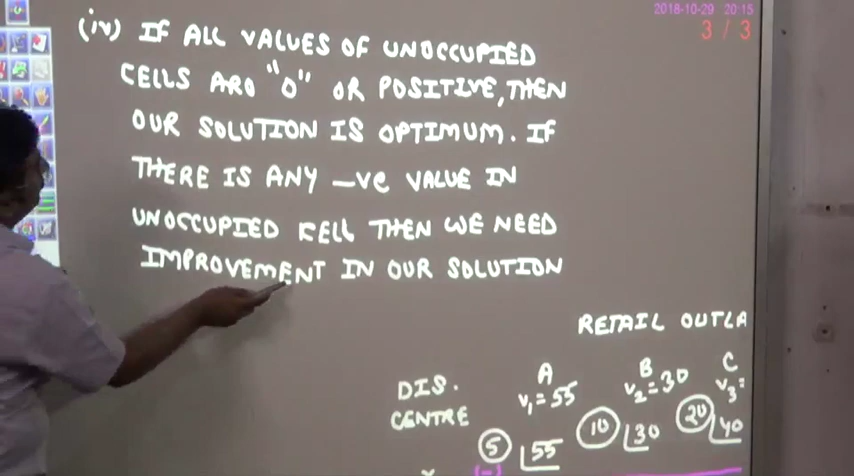 2018-10-29 20:15
3 / 3
(iv) IF ALL VALUES OF UNOCCUPIED
CELLS ARO "0" OR POSITIVE, THEN
OUR SOLUTION IS OPTIMUM. IF
THERE IS ANY -ve VALUE IN
UNOCCUPIED CELL THEN WE NEED
IMPROVEMENT IN OUR SOLUTION
RETAIL OUTLA
DIS. A B C
CENTRE v₁=55 v₂=30 v₃=
5 55 10 30 20 40
(-)